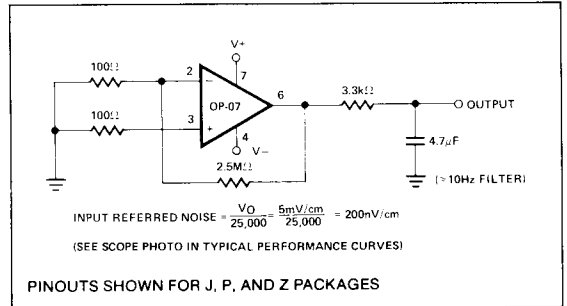 V+
100Ω
2
7
OP-07
6
3.3kΩ
OUTPUT
100Ω
3
4
V−
4.7μF
2.5MΩ
(≈10Hz FILTER)
INPUT REFERRED NOISE = VO/25,000 = 5mV/cm/25,000 = 200nV/cm
(SEE SCOPE PHOTO IN TYPICAL PERFORMANCE CURVES)
PINOUTS SHOWN FOR J, P, AND Z PACKAGES